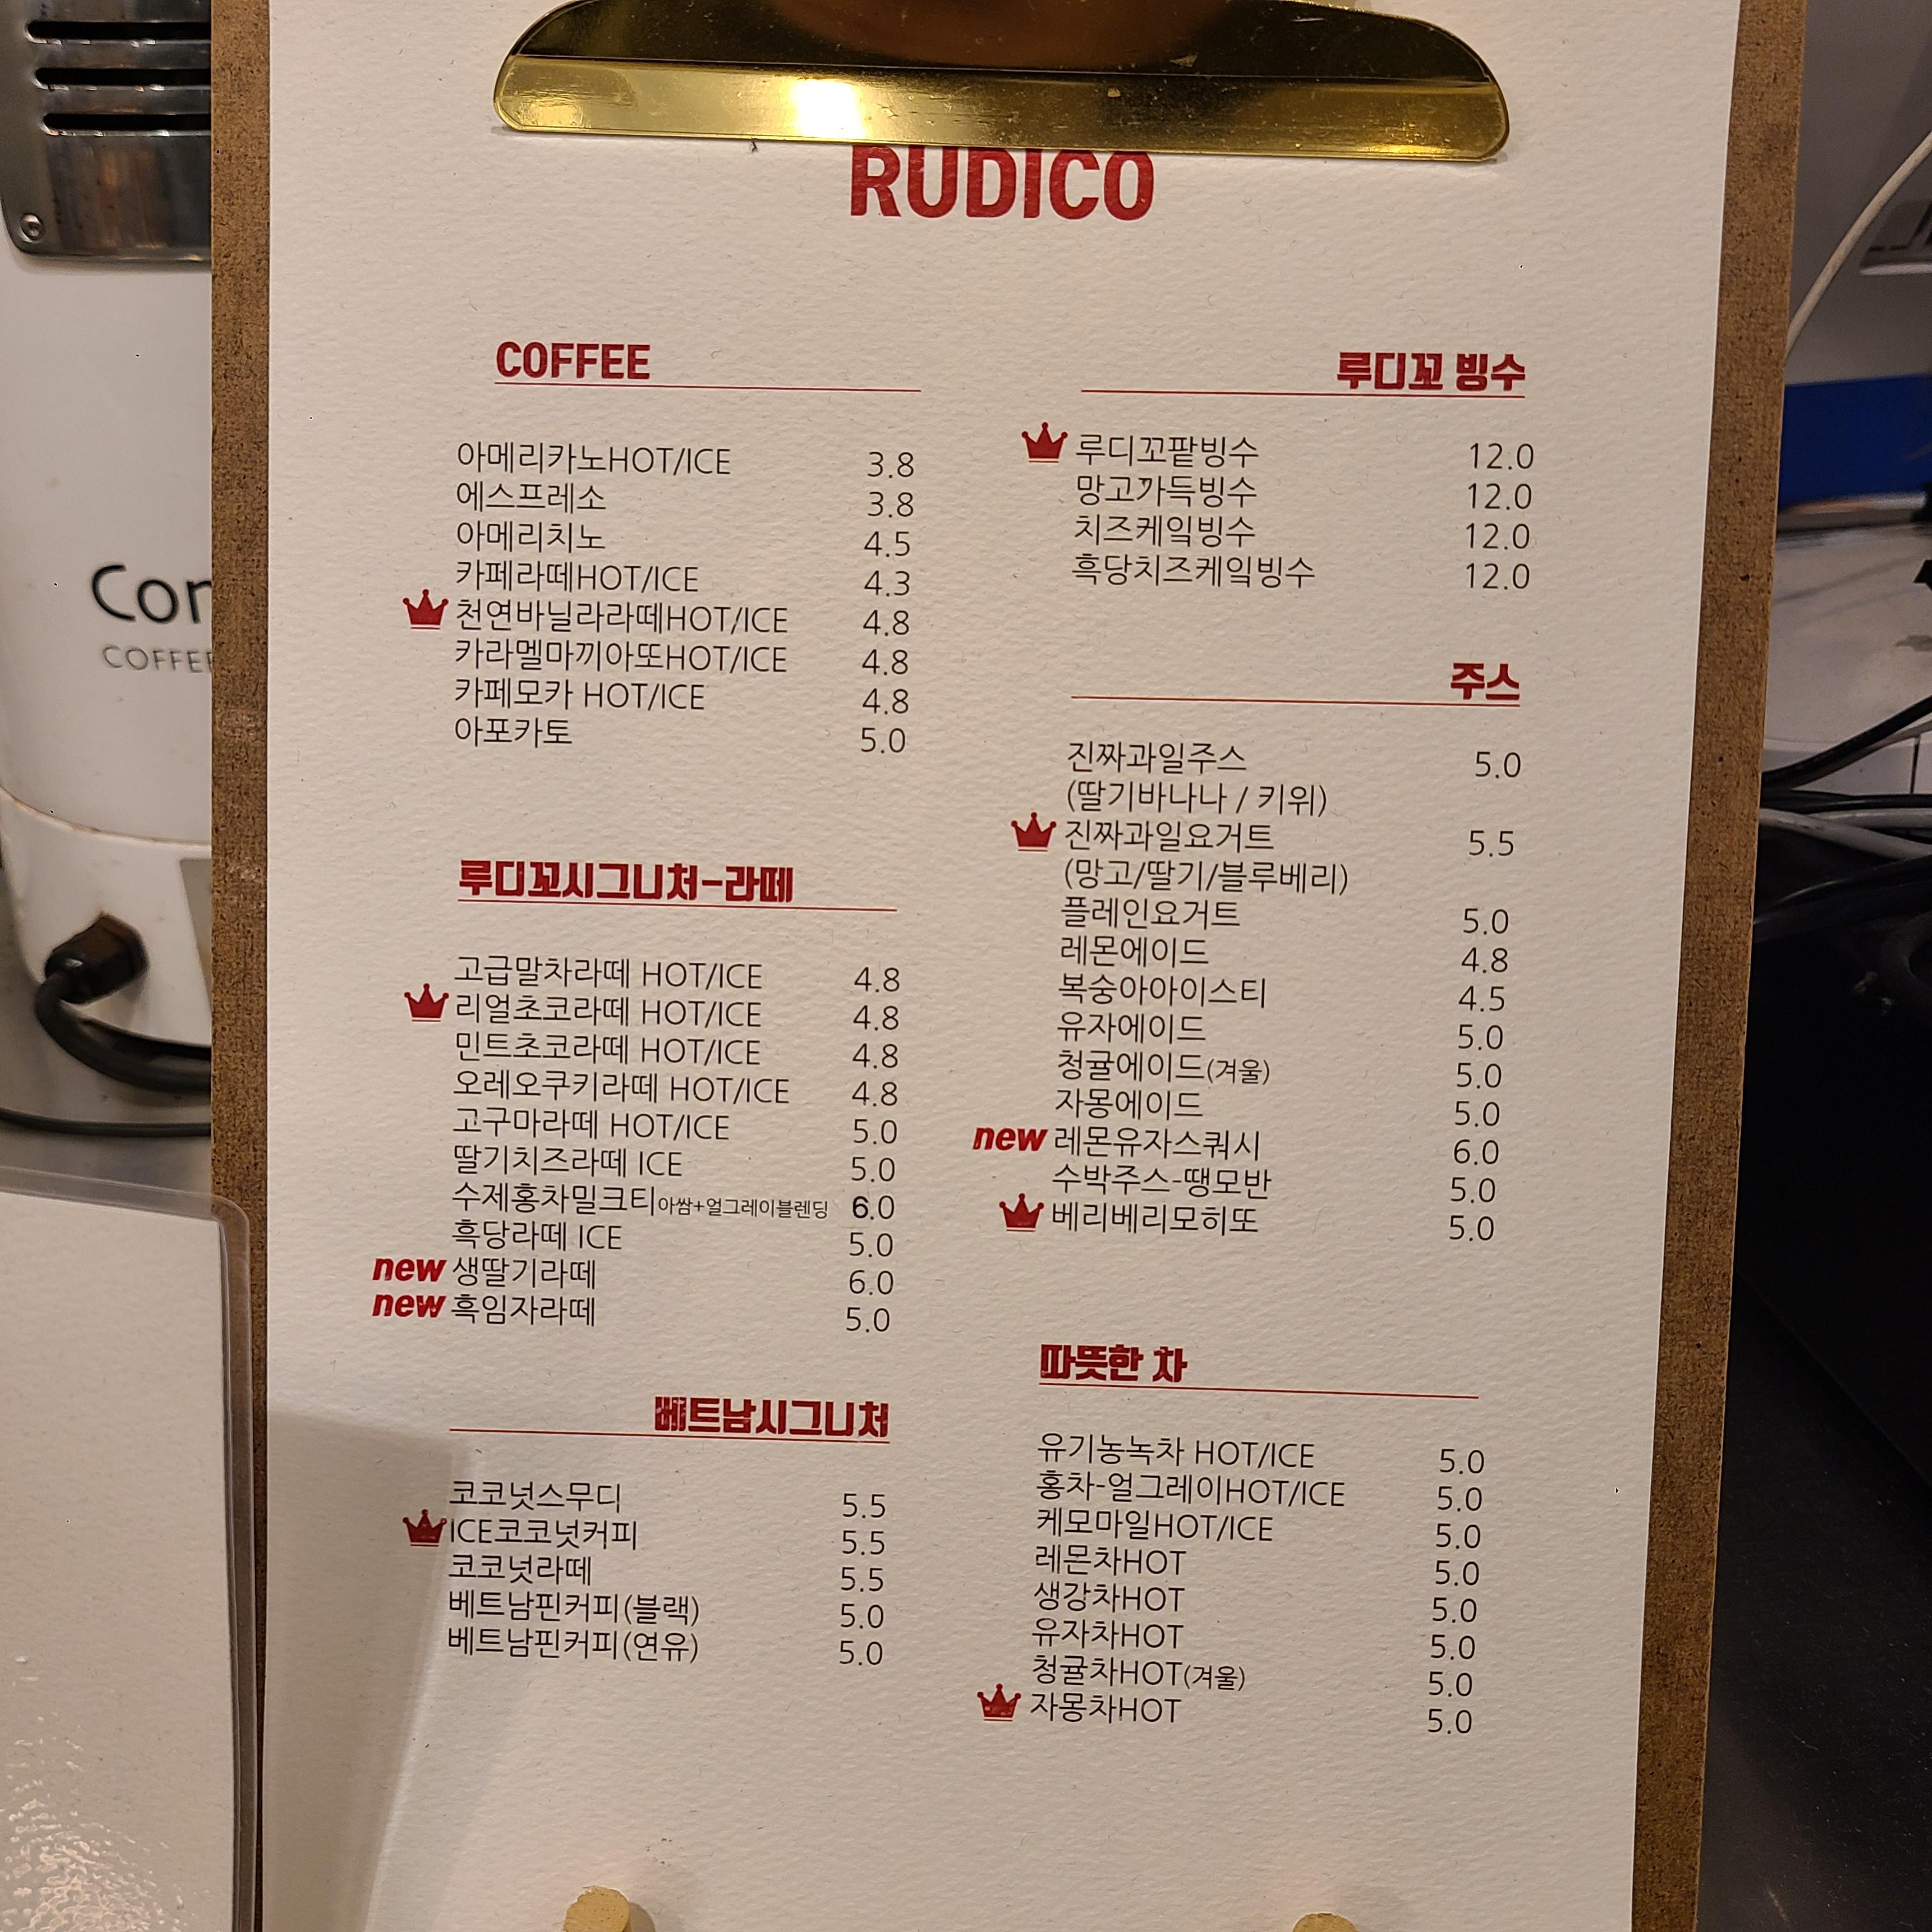 RUDICO
COFFEE
아메리카노HOT/ICE 3.8
에스프레소 3.8
아메리치노 4.5
카페라떼HOT/ICE 4.3
천연바닐라라떼HOT/ICE 4.8
카라멜마끼아또HOT/ICE 4.8
카페모카 HOT/ICE 4.8
아포카토 5.0
루디꼬시그니처-라떼
고급말차라떼 HOT/ICE 4.8
리얼초코라떼 HOT/ICE 4.8
민트초코라떼 HOT/ICE 4.8
오레오쿠키라떼 HOT/ICE 4.8
고구마라떼 HOT/ICE 5.0
딸기치즈라떼 ICE 5.0
수제홍차밀크티아쌈+얼그레이블렌딩 6.0
흑당라떼 ICE 5.0
new 생딸기라떼 6.0
new 흑임자라떼 5.0
베트남시그니처
코코넛스무디 5.5
ICE코코넛커피 5.5
코코넛라떼 5.5
베트남핀커피(블랙) 5.0
베트남핀커피(연유) 5.0
루디꼬 빙수
루디꼬팥빙수 12.0
망고가득빙수 12.0
치즈케잌빙수 12.0
흑당치즈케잌빙수 12.0
주스
진짜과일주스 5.0
(딸기바나나 / 키위)
진짜과일요거트 5.5
(망고/딸기/블루베리)
플레인요거트 5.0
레몬에이드 4.8
복숭아아이스티 4.5
유자에이드 5.0
청귤에이드(겨울) 5.0
자몽에이드 5.0
new 레몬유자스쿼시 6.0
수박주스-땡모반 5.0
베리베리모히또 5.0
따뜻한 차
유기농녹차 HOT/ICE 5.0
홍차-얼그레이HOT/ICE 5.0
케모마일HOT/ICE 5.0
레몬차HOT 5.0
생강차HOT 5.0
유자차HOT 5.0
청귤차HOT(겨울) 5.0
자몽차HOT 5.0